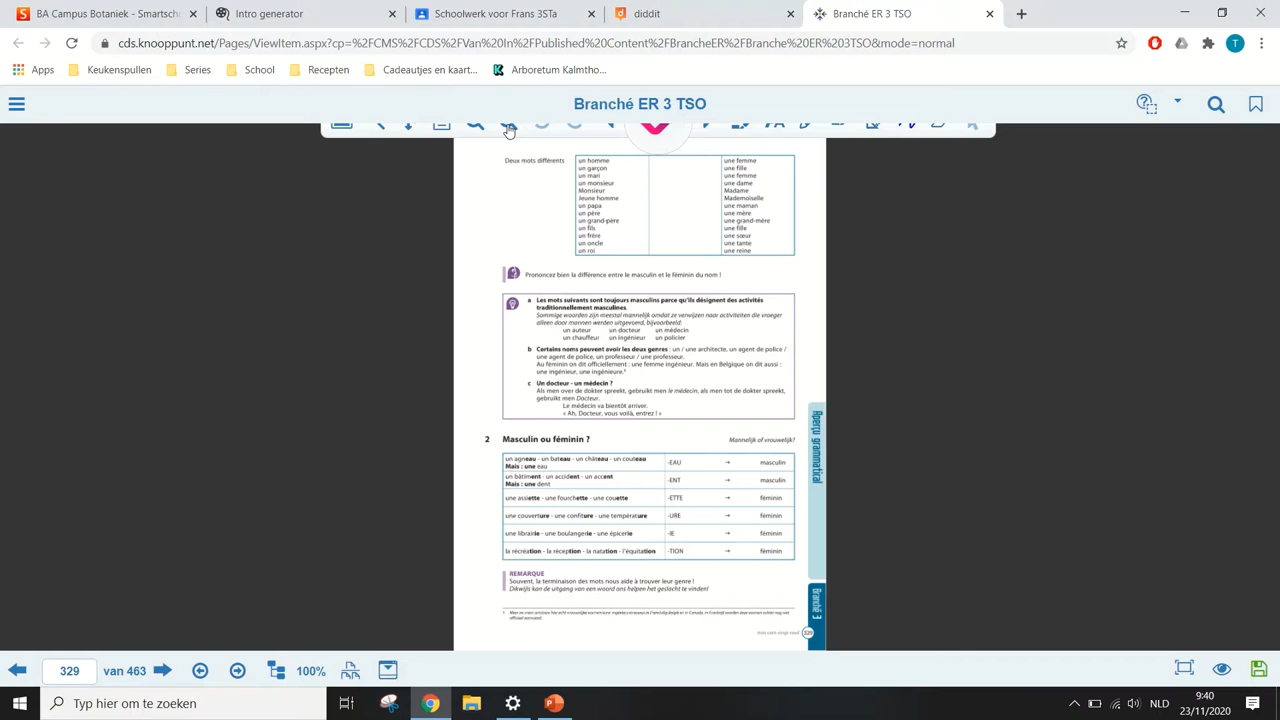 BA Campus Botanic - Schoolwer
Intro generator
Schoolwerk voor Frans 3STa
diddit
Branché ER 3 TSO
cds.knooppunt.net/Pages/ViewItem.aspx?cp=%2FCMS%2FCDS%2FVan%20In%2FPublished%20Content%2FBrancheER%2FBranche%20ER%203TSO&mode=normal
Apps
Keukenspullen
Series
School
Recepten
Cadeautjes en kaart...
Arboretum Kalmtho...
T
Branché ER 3 TSO
Deux mots différents
un homme une femme
un garçon une fille
un mari une femme
un monsieur une dame
Monsieur Madame
Jeune homme Mademoiselle
un papa une maman
un père une mère
un grand-père une grand-mère
un fils une fille
un frère une sœur
un oncle une tante
un roi une reine
Prononcez bien la différence entre le masculin et le féminin du nom !
a Les mots suivants sont toujours masculins parce qu'ils désignent des activités
traditionnellement masculines.
Sommige woorden zijn meestal mannelijk omdat ze verwijzen naar activiteiten die vroeger
alleen door mannen werden uitgevoerd, bijvoorbeeld:
un auteur un docteur un médecin
un chauffeur un ingénieur un policier
b Certains noms peuvent avoir les deux genres : un / une architecte, un agent de police /
une agent de police, un professeur / une professeur.
Au féminin on dit officiellement : une femme ingénieur. Mais en Belgique on dit aussi :
une ingénieur, une ingénieure.
c Un docteur - un médecin ?
Als men over de dokter spreekt, gebruikt men le médecin, als men tot de dokter spreekt,
gebruikt men Docteur.
Le médecin va bientôt arriver.
« Ah, Docteur, vous voilà, entrez ! »
2 Masculin ou féminin ? Mannelijk of vrouwelijk?
un agneau - un bateau - un château - un couteau
Mais : une eau
-EAU → masculin
un bâtiment - un accident - un accent
Mais : une dent
-ENT → masculin
une assiette - une fourchette - une couette -ETTE → féminin
une couverture - une confiture - une température -URE → féminin
une librairie - une boulangerie - une épicerie -IE → féminin
la récréation - la réception - la natation - l'équitation -TION → féminin
REMARQUE
Souvent, la terminaison des mots nous aide à trouver leur genre !
Dikwijls kan de uitgang van een woord ons helpen het geslacht te vinden!
trois cent vingt-neuf 329
Aperçu grammatical
Branché 3
328
100%
Typ hier om te zoeken
NLD
9:40
23/11/2020